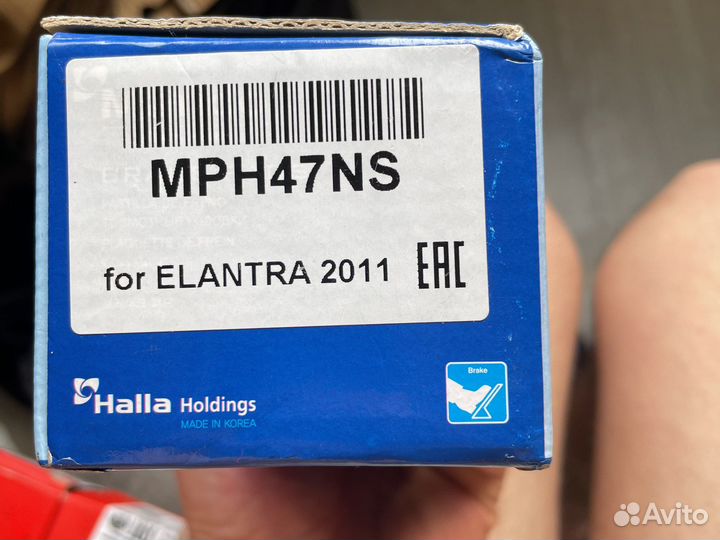 MPH47NS
for ELANTRA 2011 EAC
Brake
Halla Holdings
MADE IN KOREA
Avito